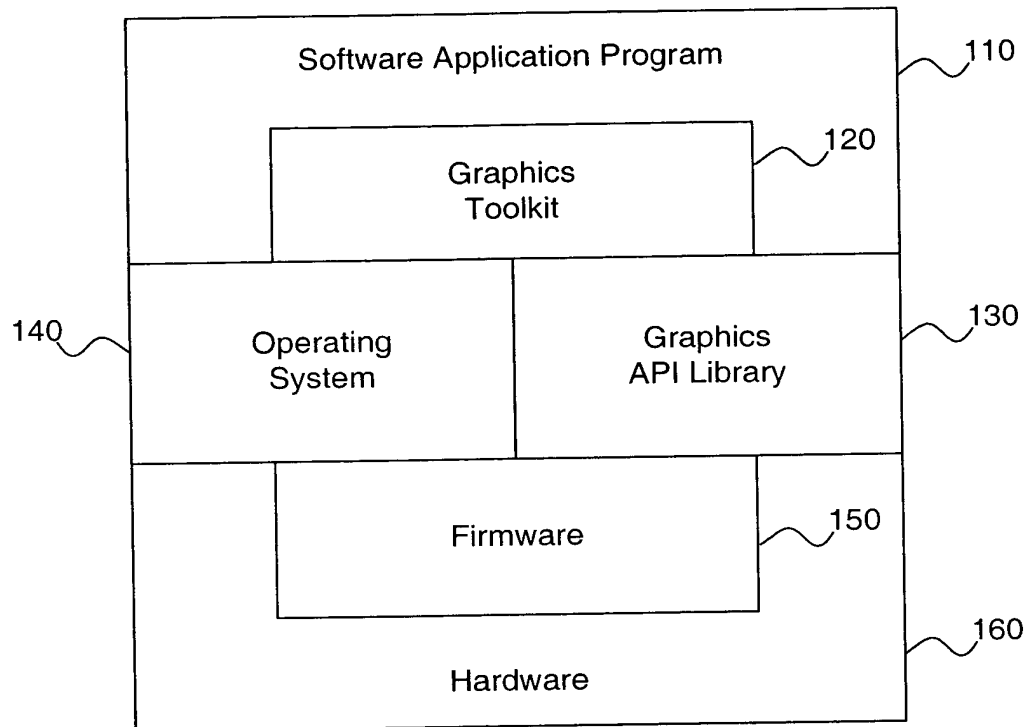 Software Application Program
110
Graphics
Toolkit
120
140
Operating
System
Graphics
API Library
130
Firmware
150
Hardware
160